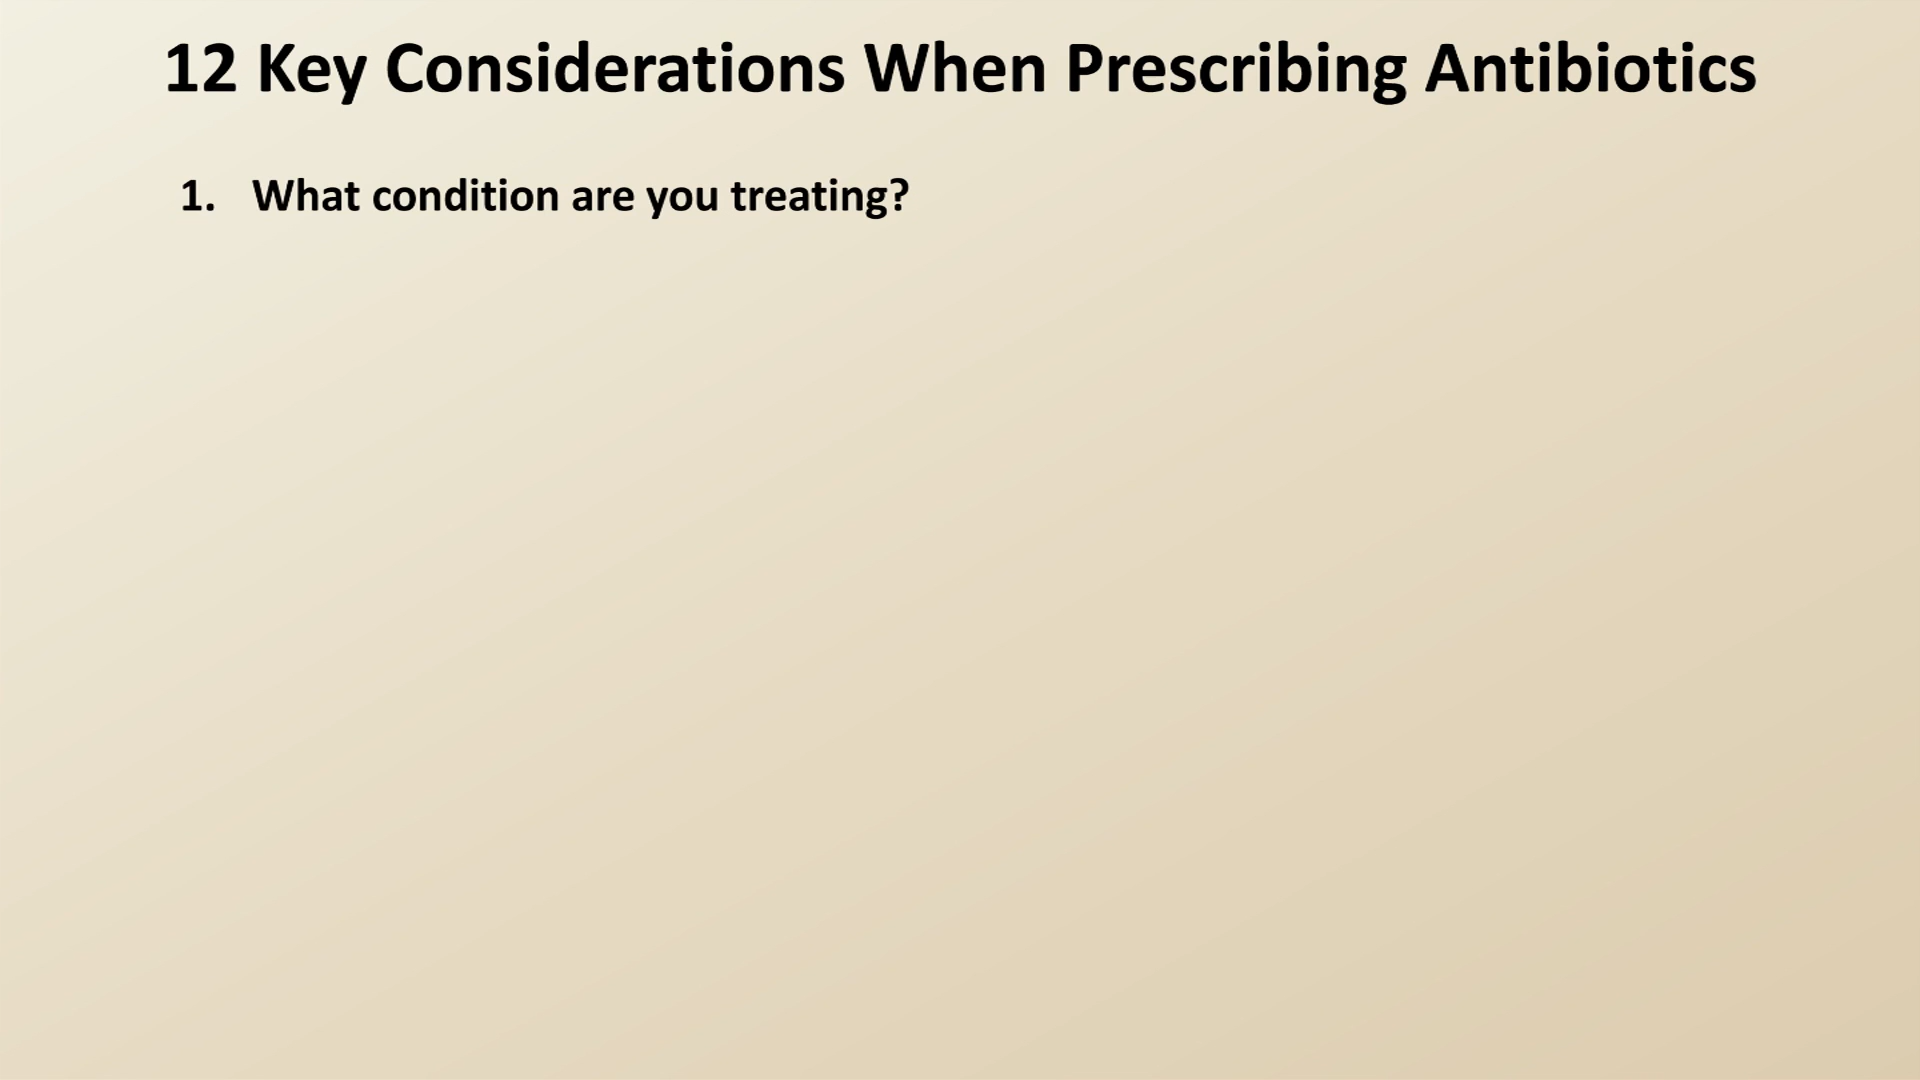 12 Key Considerations When Prescribing Antibiotics
1. What condition are you treating?